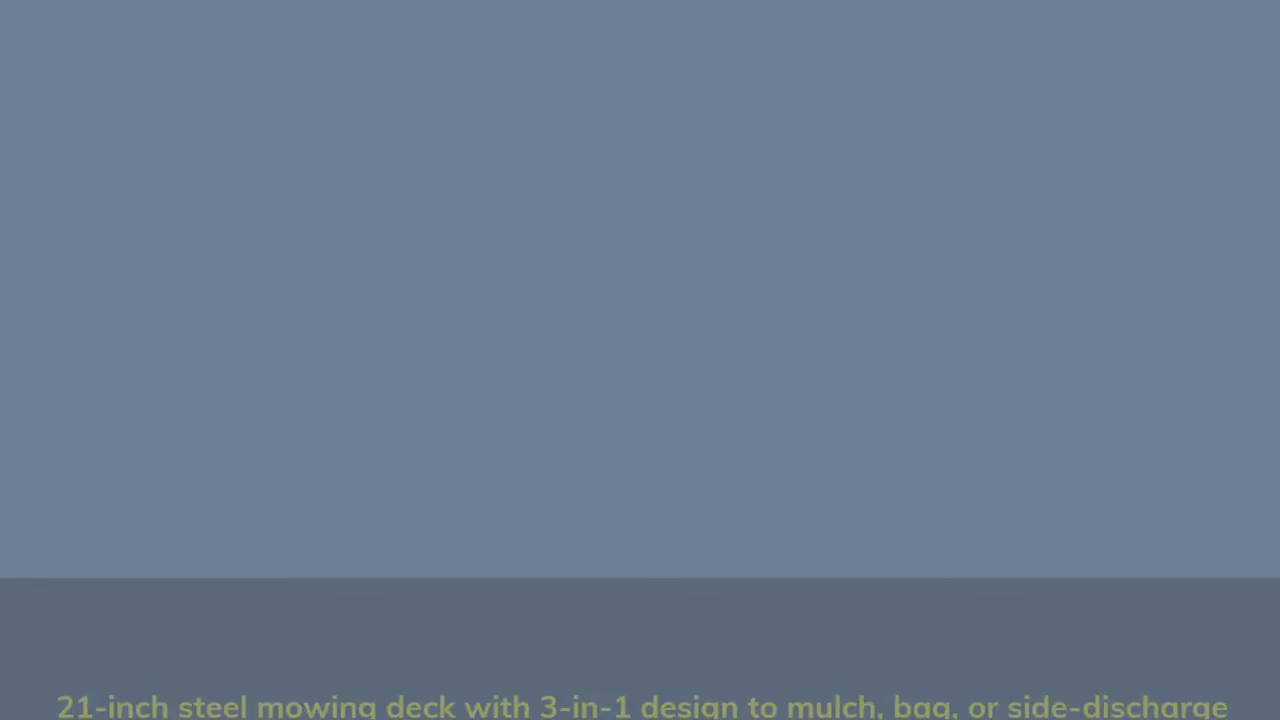 21-inch steel mowing deck with 3-in-1 design to mulch, bag, or side-discharge